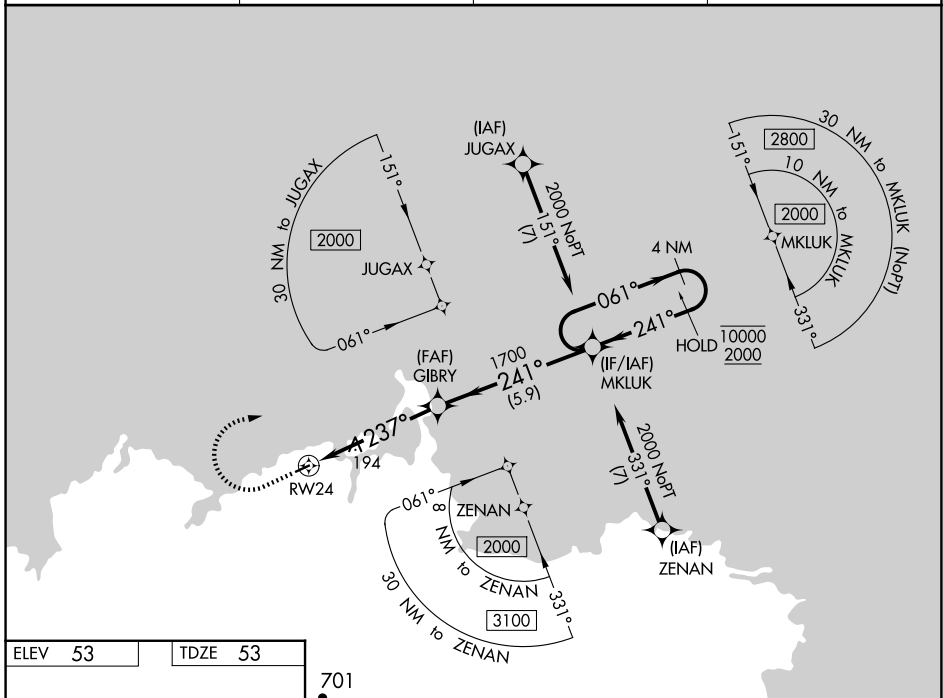 (IAF)
JUGAX
2000 NoPT
151°
(7)
30 NM to JUGAX
151°
2000
JUGAX
061°
30 NM to MKLUK (NoPT)
2800
151°
10 NM to MKLUK
2000
MKLUK
331°
4 NM
061°
241°
HOLD
10000
2000
(IF/IAF)
MKLUK
(FAF)
GIBRY
1700
241°
(5.9)
237°
194
RW24
2000 NoPT
331°
(7)
(IAF)
ZENAN
061°
ZENAN
8 NM to ZENAN
2000
331°
30 NM to ZENAN
3100
ELEV 53
TDZE 53
701